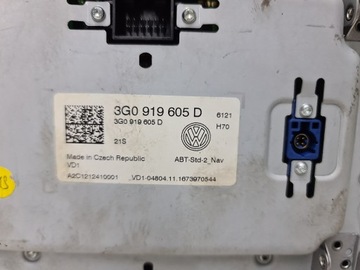 3G0 919 605 D
3G0 919 605 D
6121
H70
21S
Made in Czech Republic
VD1
ABT-Std-2_Nav
A2C1212410001
VD1-04604.11.1673970544